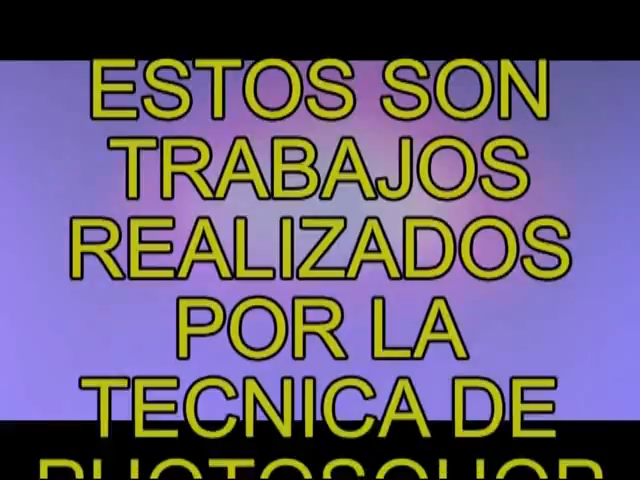 ESTOS SON
TRABAJOS
REALIZADOS
POR LA
TECNICA DE